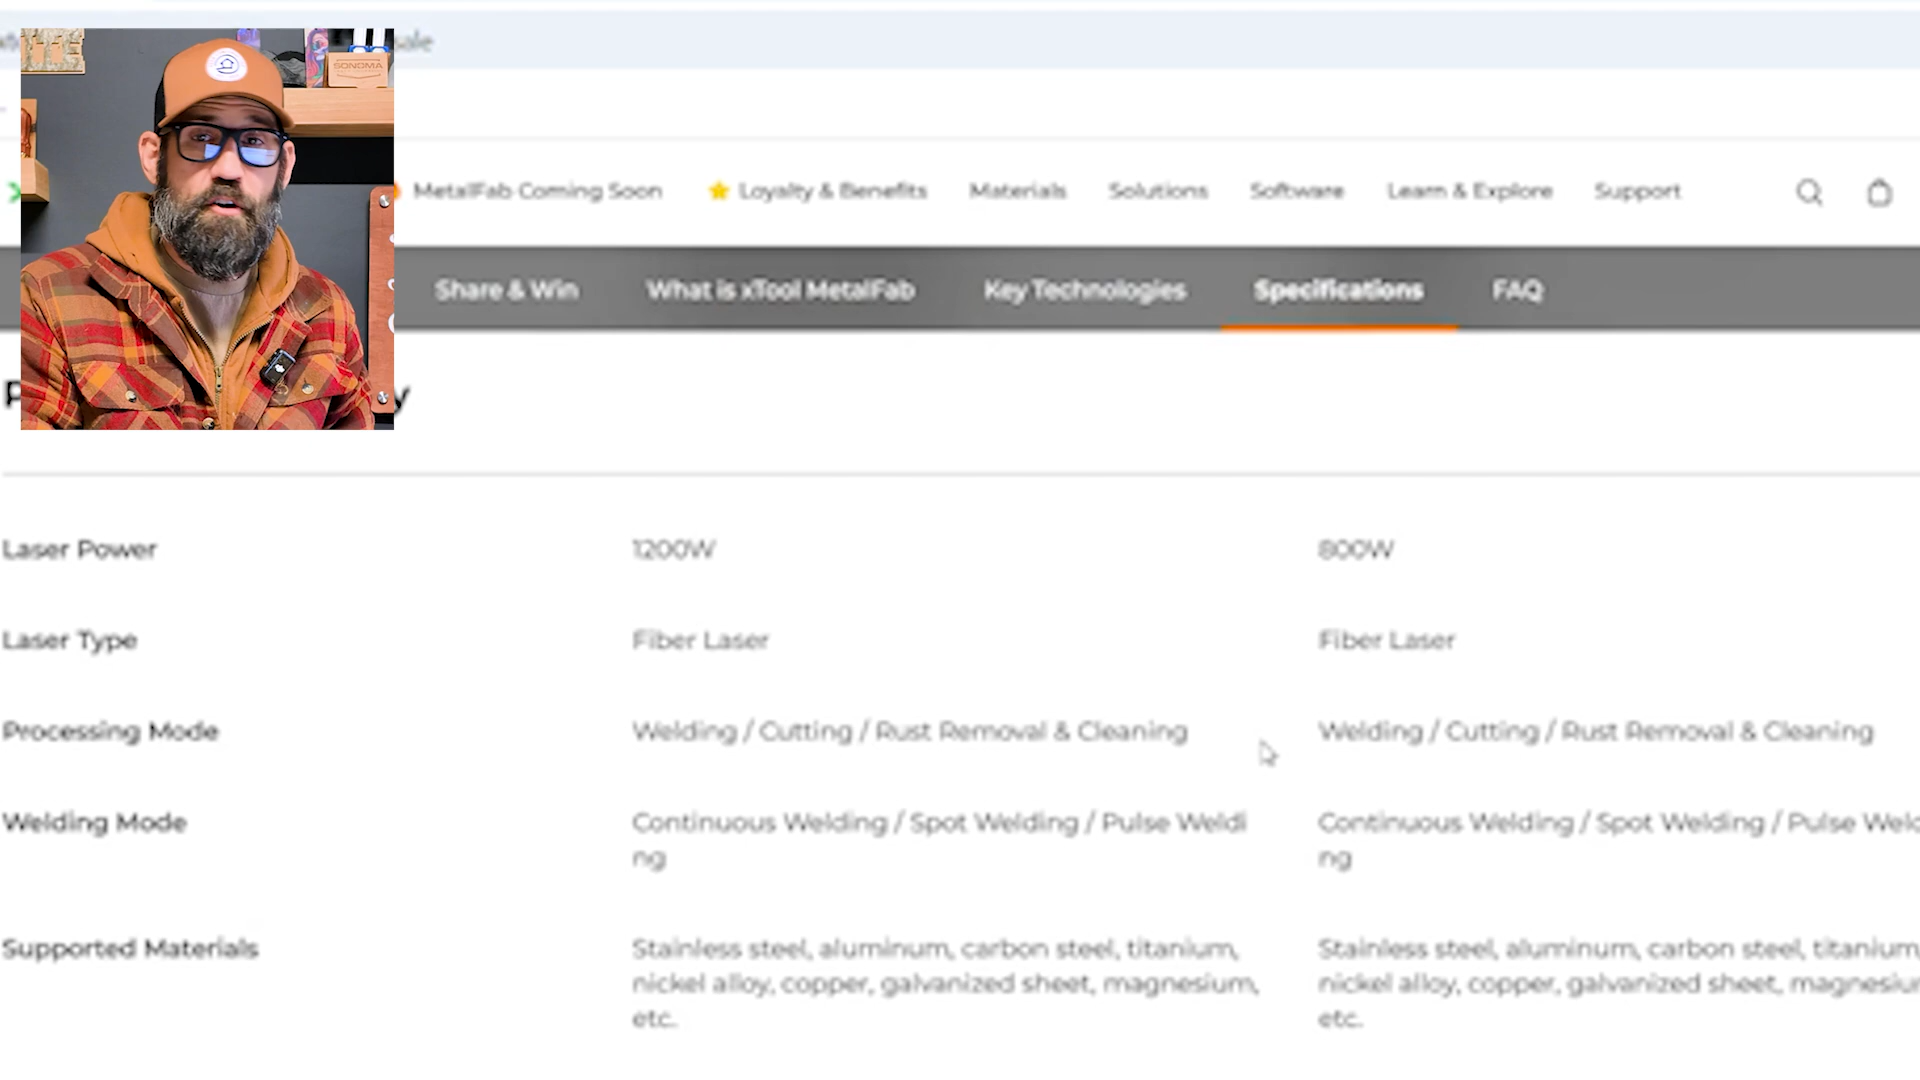 sale
SONOMA
MetalFab Coming Soon
Loyalty & Benefits
Materials
Solutions
Software
Learn & Explore
Support
Share & Win
What is xTool MetalFab
Key Technologies
Specifications
FAQ
Laser Power
1200W
800W
Laser Type
Fiber Laser
Fiber Laser
Processing Mode
Welding / Cutting / Rust Removal & Cleaning
Welding / Cutting / Rust Removal & Cleaning
Welding Mode
Continuous Welding / Spot Welding / Pulse Weldi
ng
Continuous Welding / Spot Welding / Pulse Weld
ng
Supported Materials
Stainless steel, aluminum, carbon steel, titanium,
nickel alloy, copper, galvanized sheet, magnesium,
etc.
Stainless steel, aluminum, carbon steel, titanium,
nickel alloy, copper, galvanized sheet, magnesiu
etc.